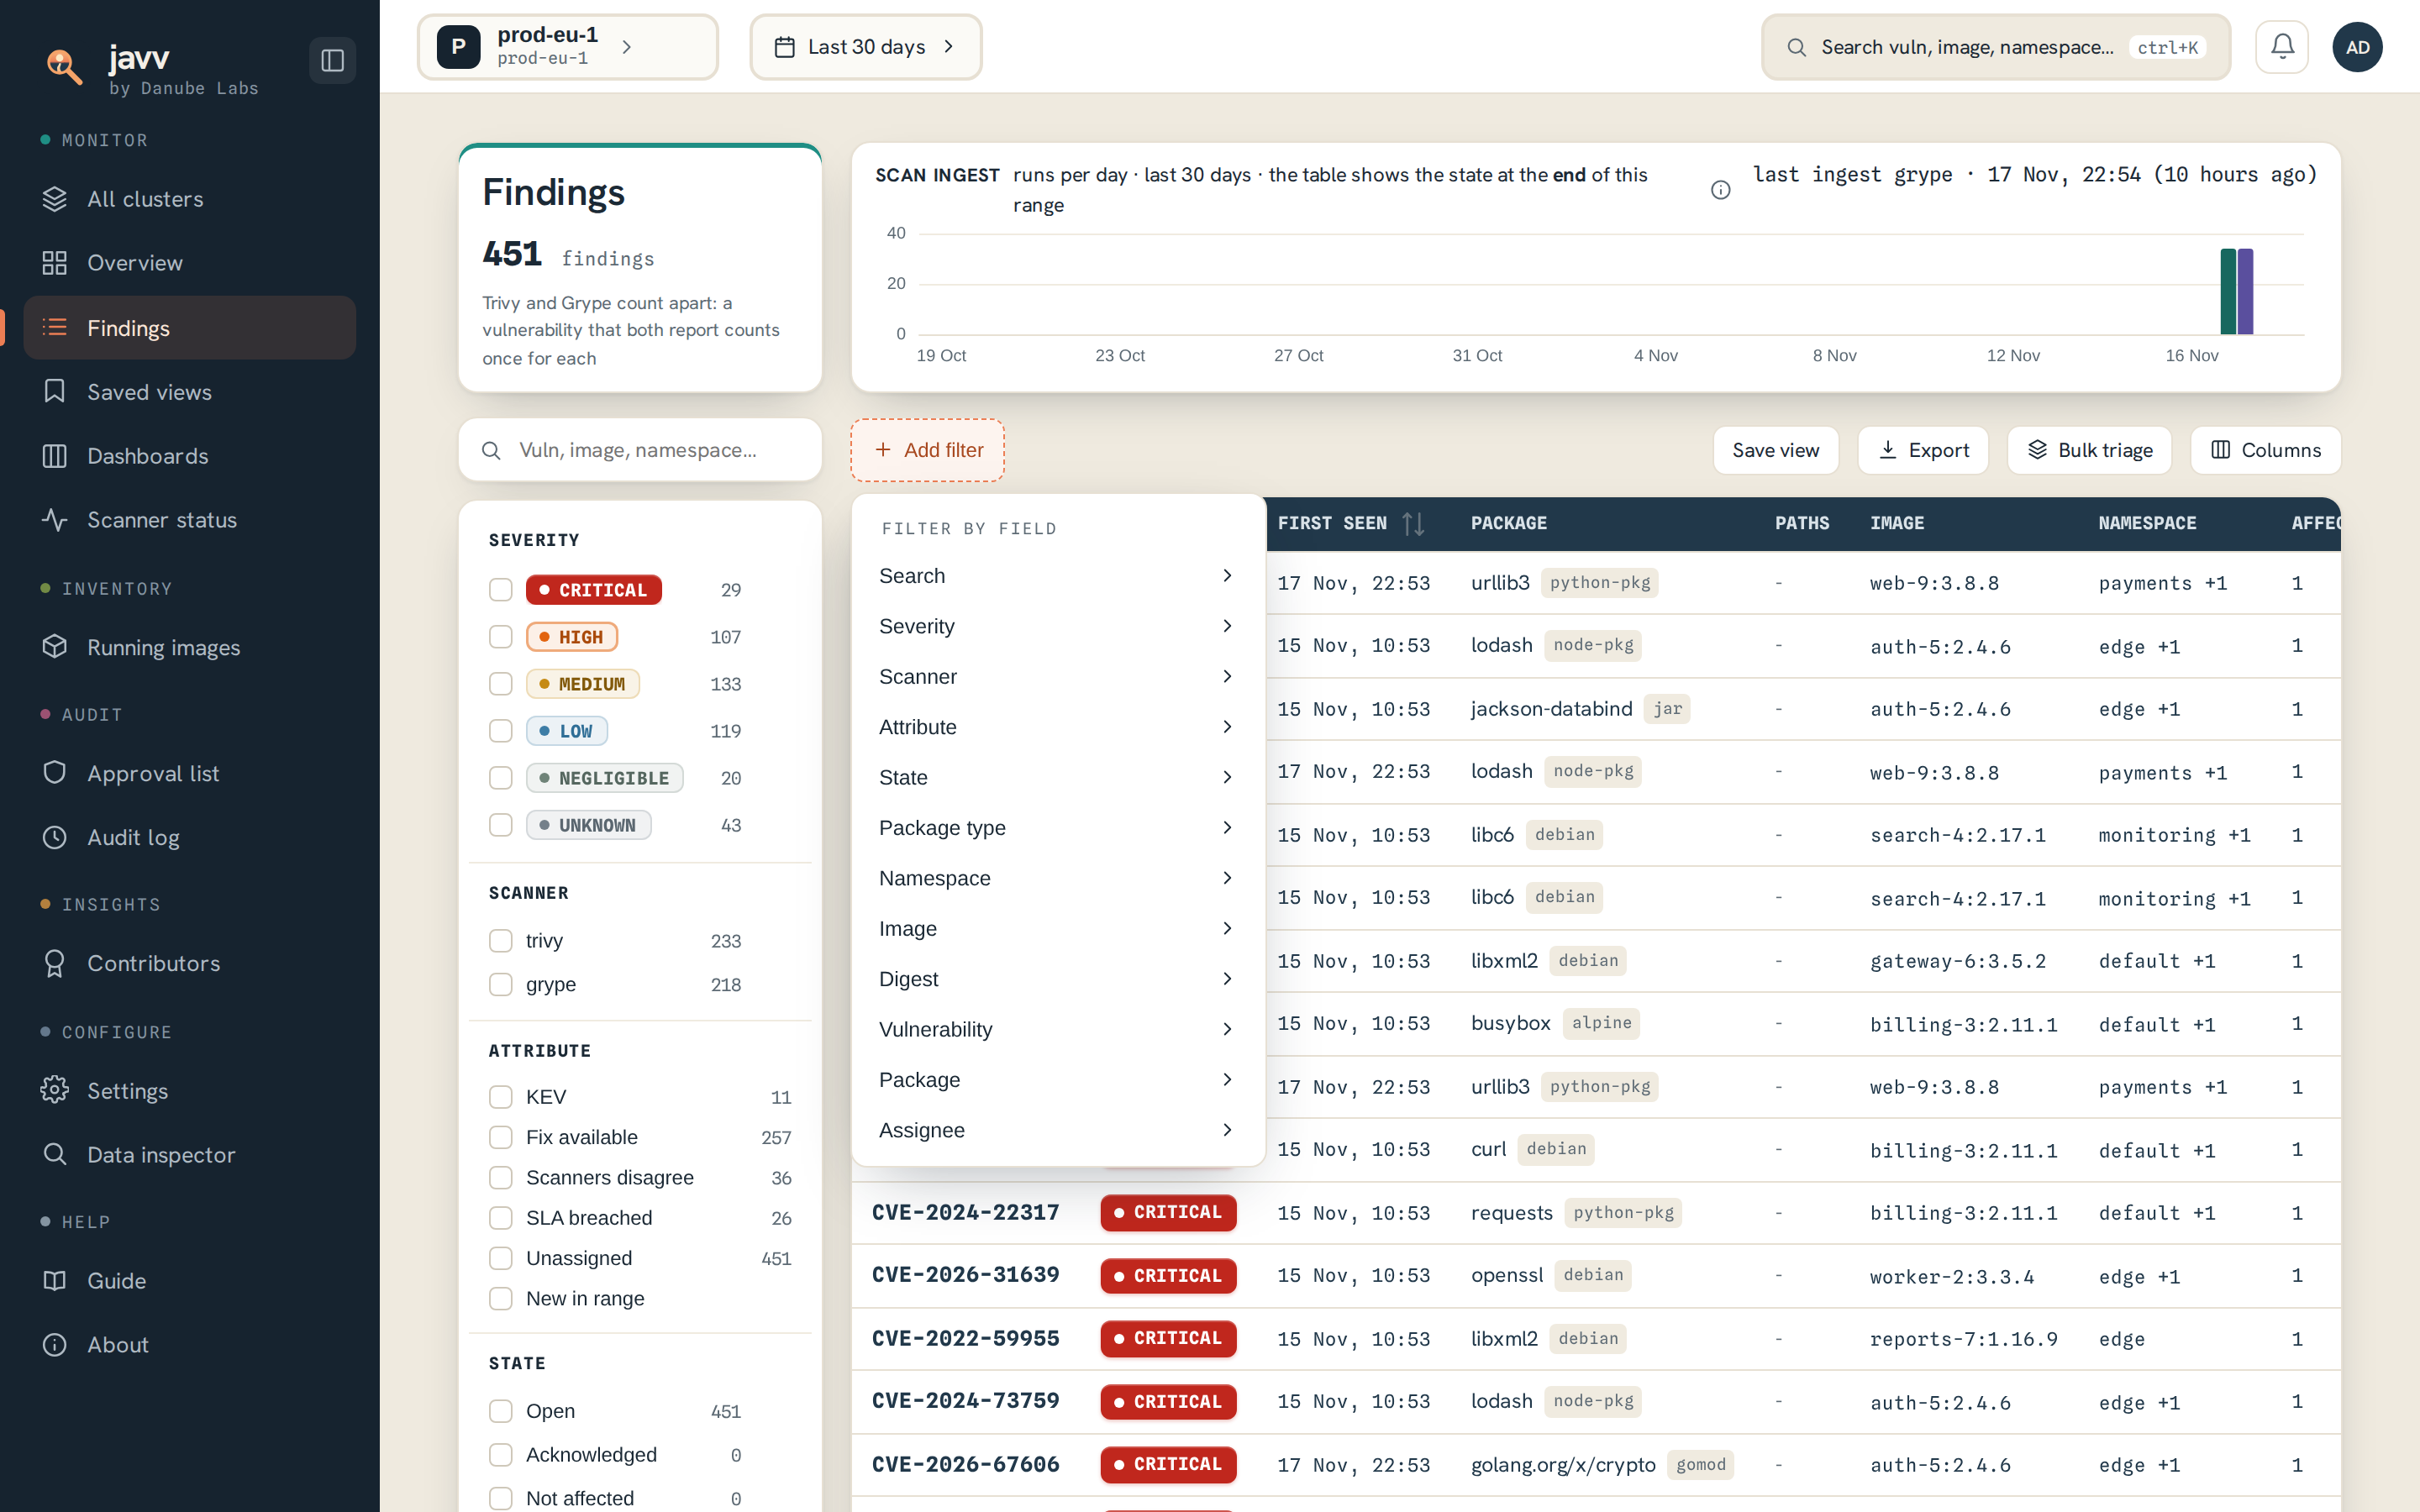 javv
by Danube Labs
MONITOR
All clusters
Overview
Findings
Saved views
Dashboards
Scanner status
INVENTORY
Running images
AUDIT
Approval list
Audit log
INSIGHTS
Contributors
CONFIGURE
Settings
Data inspector
HELP
Guide
About
P
prod-eu-1
prod-eu-1
Last 30 days
Search vuln, image, namespace... ctrl+K
AD
Findings
451 findings
Trivy and Grype count apart: a
vulnerability that both report counts
once for each
SCAN INGEST runs per day · last 30 days · the table shows the state at the end of this
range
last ingest grype · 17 Nov, 22:54 (10 hours ago)
40
20
0
19 Oct 23 Oct 27 Oct 31 Oct 4 Nov 8 Nov 12 Nov 16 Nov
Vuln, image, namespace...
Add filter
Save view
Export
Bulk triage
Columns
SEVERITY
CRITICAL 29
HIGH 107
MEDIUM 133
LOW 119
NEGLIGIBLE 20
UNKNOWN 43
SCANNER
trivy 233
grype 218
ATTRIBUTE
KEV 11
Fix available 257
Scanners disagree 36
SLA breached 26
Unassigned 451
New in range
STATE
Open 451
Acknowledged 0
Not affected 0
FILTER BY FIELD
Search
Severity
Scanner
Attribute
State
Package type
Namespace
Image
Digest
Vulnerability
Package
Assignee
FIRST SEEN PACKAGE PATHS IMAGE NAMESPACE AFFEC
17 Nov, 22:53 urllib3 python-pkg - web-9:3.8.8 payments +1 1
15 Nov, 10:53 lodash node-pkg - auth-5:2.4.6 edge +1 1
15 Nov, 10:53 jackson-databind jar - auth-5:2.4.6 edge +1 1
17 Nov, 22:53 lodash node-pkg - web-9:3.8.8 payments +1 1
15 Nov, 10:53 libc6 debian - search-4:2.17.1 monitoring +1 1
15 Nov, 10:53 libc6 debian - search-4:2.17.1 monitoring +1 1
15 Nov, 10:53 libxml2 debian - gateway-6:3.5.2 default +1 1
15 Nov, 10:53 busybox alpine - billing-3:2.11.1 default +1 1
17 Nov, 22:53 urllib3 python-pkg - web-9:3.8.8 payments +1 1
15 Nov, 10:53 curl debian - billing-3:2.11.1 default +1 1
CVE-2024-22317 CRITICAL 15 Nov, 10:53 requests python-pkg - billing-3:2.11.1 default +1 1
CVE-2026-31639 CRITICAL 15 Nov, 10:53 openssl debian - worker-2:3.3.4 edge +1 1
CVE-2022-59955 CRITICAL 15 Nov, 10:53 libxml2 debian - reports-7:1.16.9 edge 1
CVE-2024-73759 CRITICAL 15 Nov, 10:53 lodash node-pkg - auth-5:2.4.6 edge +1 1
CVE-2026-67606 CRITICAL 17 Nov, 22:53 golang.org/x/crypto gomod - auth-5:2.4.6 edge +1 1